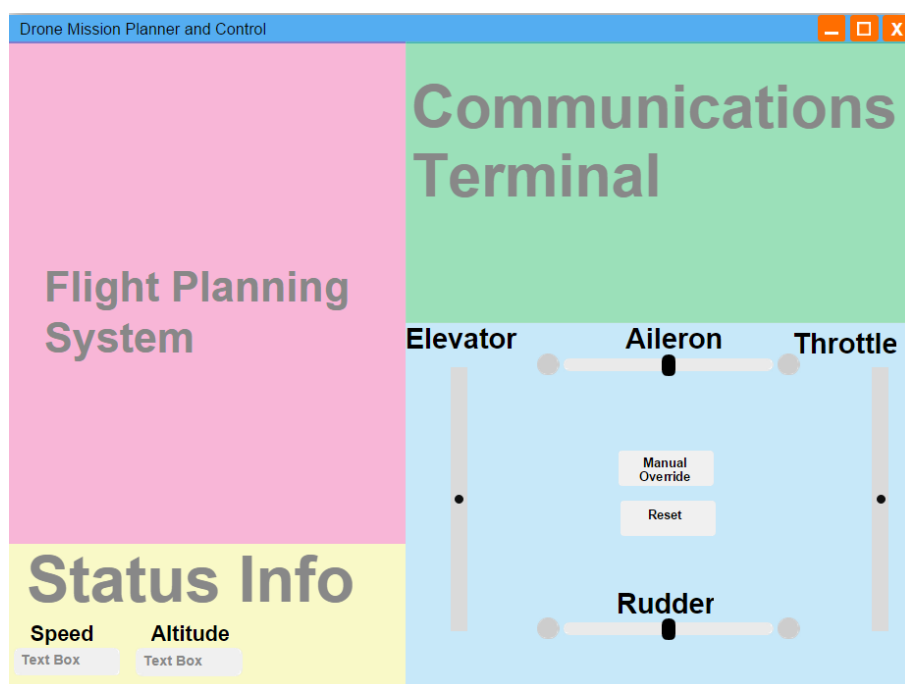 Drone Mission Planner and Control
X
Flight Planning
System
Communications
Terminal
Elevator
Aileron
Throttle
Manual
Override
Reset
Rudder
Status Info
Speed
Altitude
Text Box
Text Box